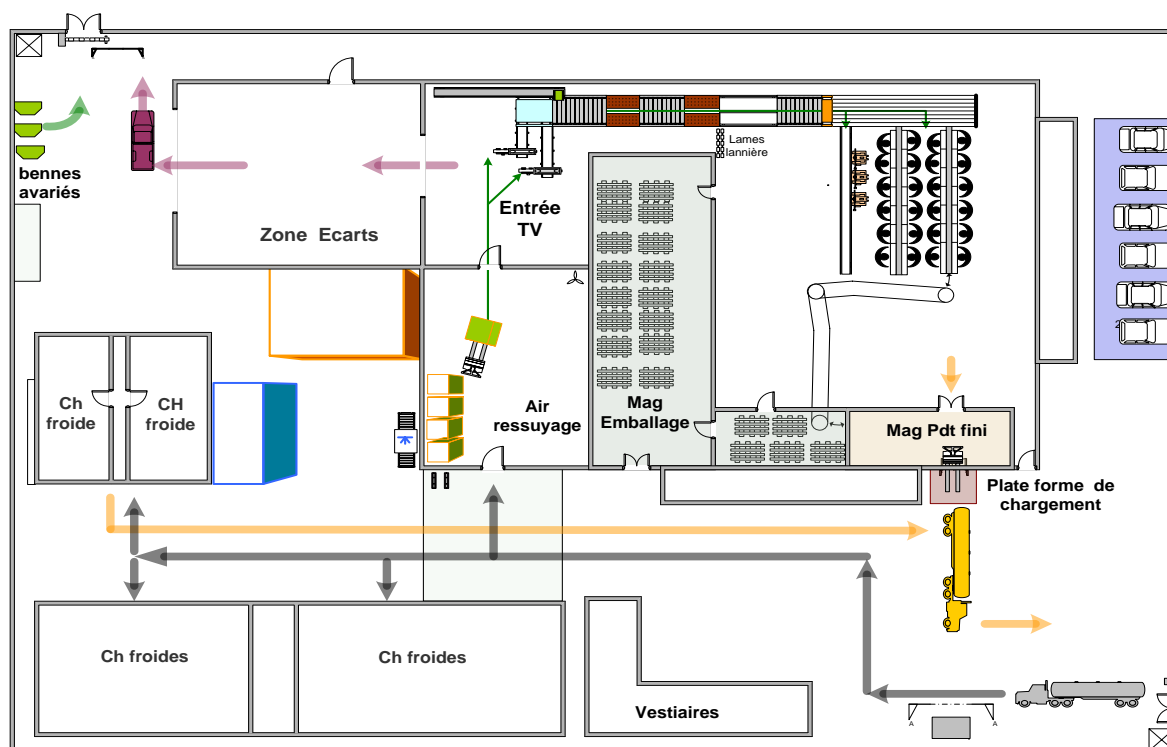 bennes
avariés
Zone  Ecarts
Entrée
TV
Lames
lannière
2
Ch
froide
CH
froide
Air
ressuyage
Mag
Emballage
Mag Pdt fini
Plate forme  de
chargement
Ch froides
Ch froides
Vestiaires
A
A